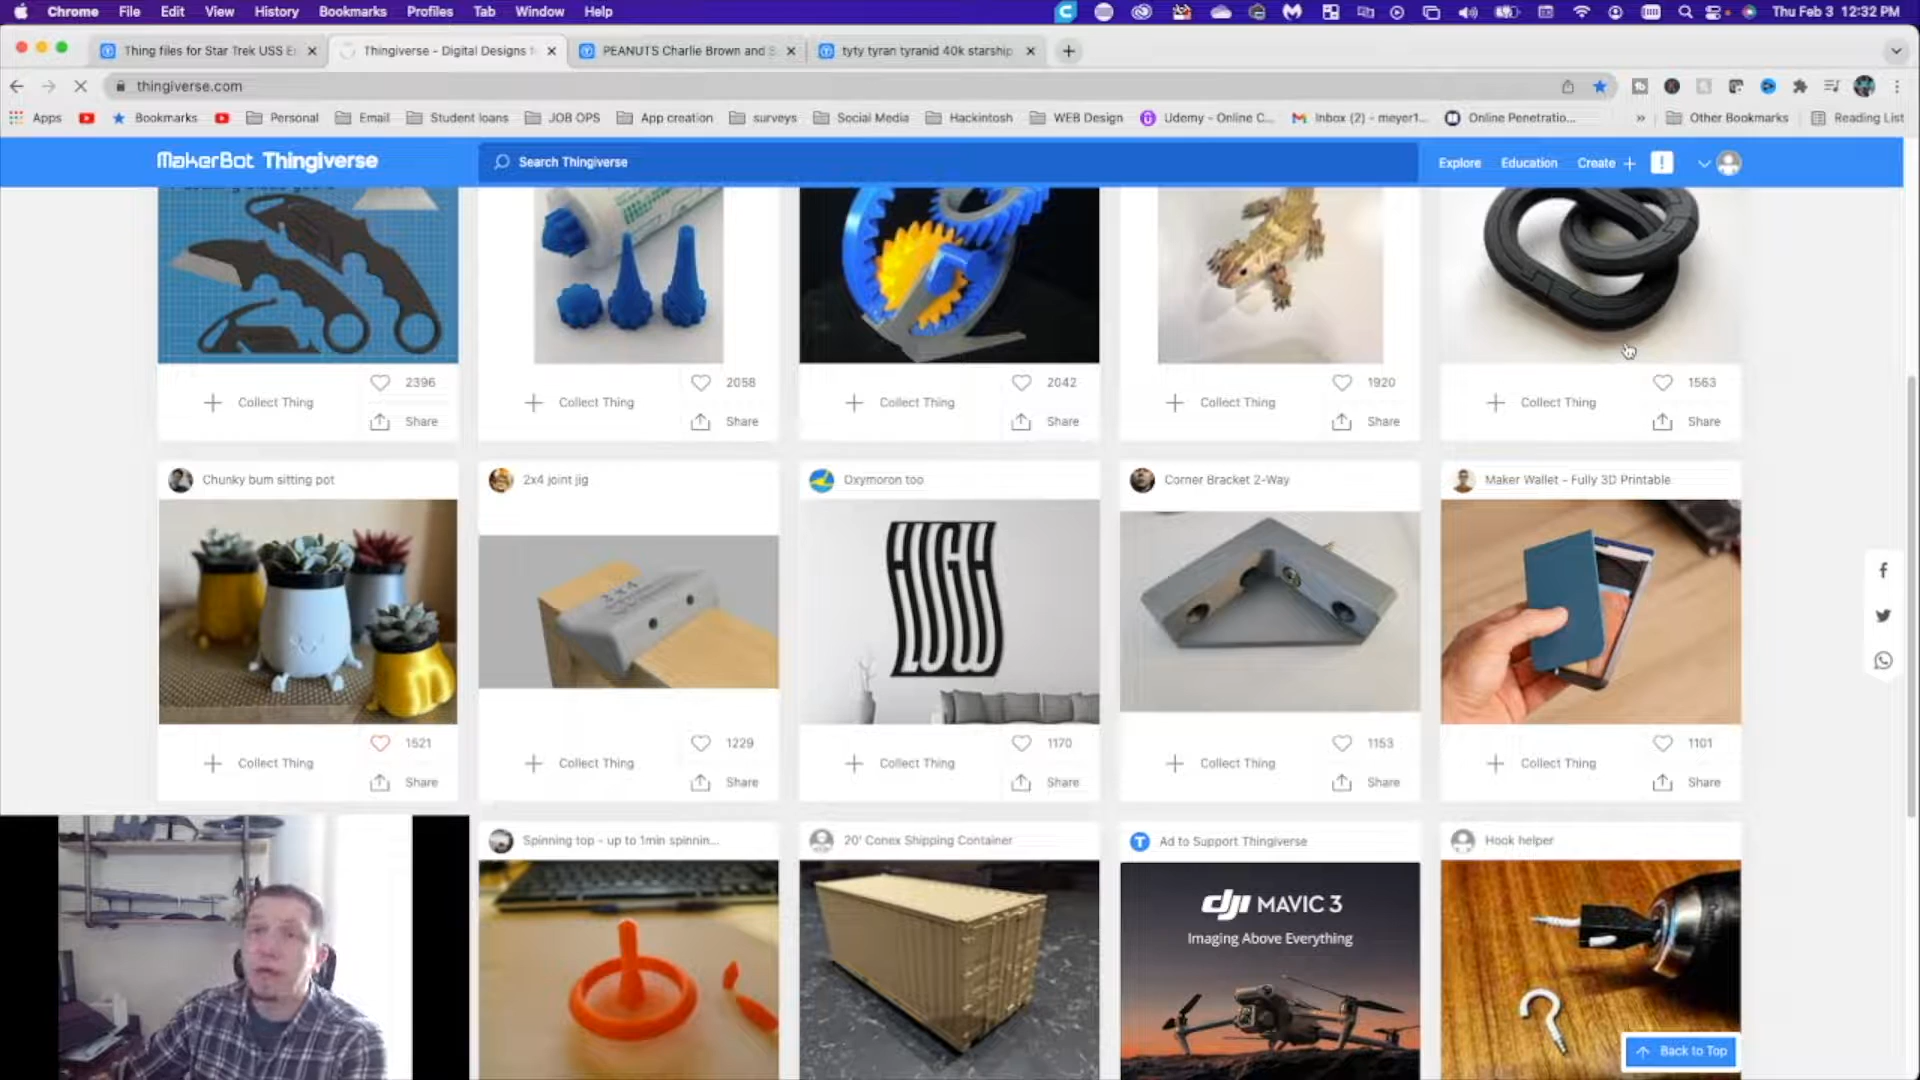 Chrome File Edit View History Bookmarks Profiles Tab Window Help Thu Feb 3 12:32 PM
Thing files for Star Trek USS E Thingiverse - Digital Designs f PEANUTS Charlie Brown and S tyty tyran tyranid 40k starship
thingiverse.com
Apps Bookmarks Personal Email Student loans JOB OPS App creation surveys Social Media Hackintosh WEB Design Udemy - Online C... Inbox (2) - meyer1... Online Penetratio... » Other Bookmarks Reading List
MakerBot Thingiverse Search Thingiverse Explore Education Create +
2396 2058 2042 1920 1563
Collect Thing Collect Thing Collect Thing Collect Thing Collect Thing
Share Share Share Share Share
Chunky bum sitting pot 2x4 joint jig Oxymoron too Corner Bracket 2-Way Maker Wallet - Fully 3D Printable
HIGH
LOW
1521 1229 1170 1153 1101
Collect Thing Collect Thing Collect Thing Collect Thing Collect Thing
Share Share Share Share Share
Spinning top - up to 1min spinnin... 20' Conex Shipping Container Ad to Support Thingiverse Hook helper
dji MAVIC 3
Imaging Above Everything
Back to Top